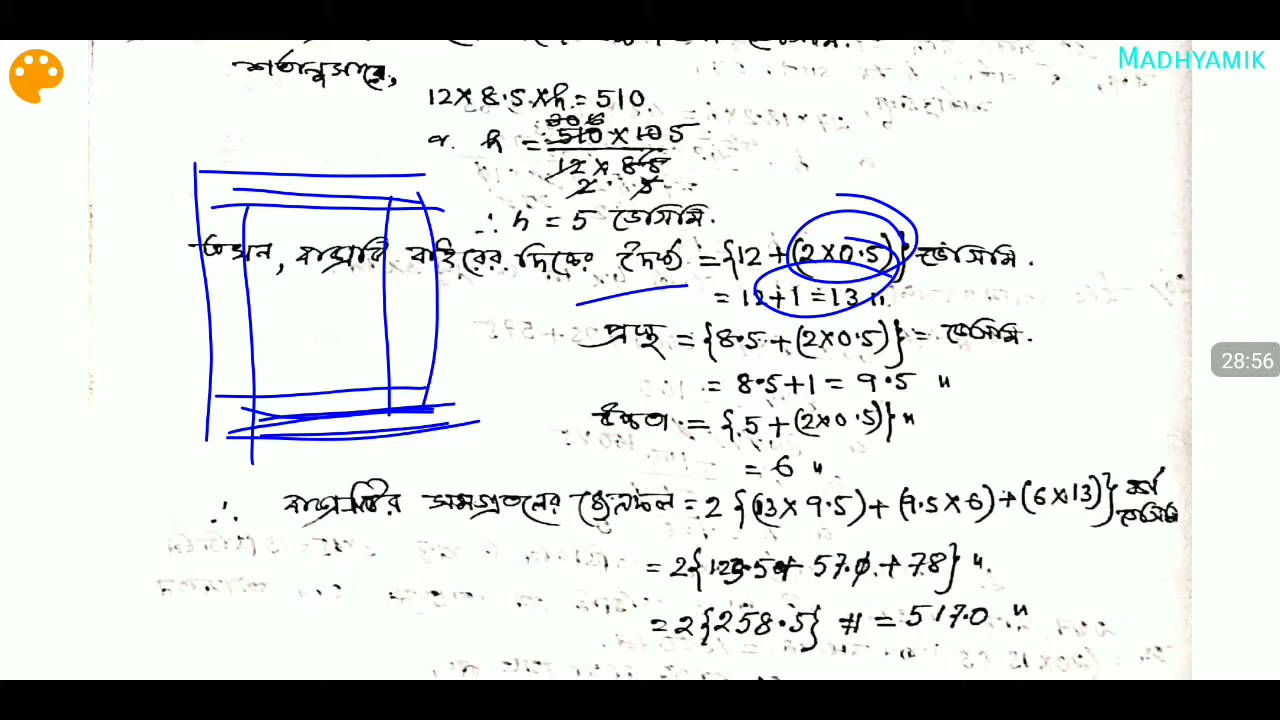 MADHYAMIK
শর্তানুসারে,
12 × 8.5 × h = 510
বা. h = 510 × 10 5 / 12 × 85
2 5
∴ h = 5 ডেসিমি.
এখন, বাক্সটির বাইরের দিকের দৈর্ঘ্য = {12 + (2×0.5)} ডেসিমি.
= 12+1 = 13 "
প্রস্থ = {8.5 + (2×0.5)} = ডেসিমি.
= 8.5+1 = 9.5 "
28:56
উচ্চতা = {5 + (2×0.5)} "
= 6 "
∴ বাক্সটির সমগ্রতলের ক্ষেত্রফল = 2 {(13 × 9.5) + (9.5 × 6) + (6 × 13)} বর্গ ডেসিমি
= 2{123.5 + 57.0 + 78} "
= 2{258.5} " = 517.0 "